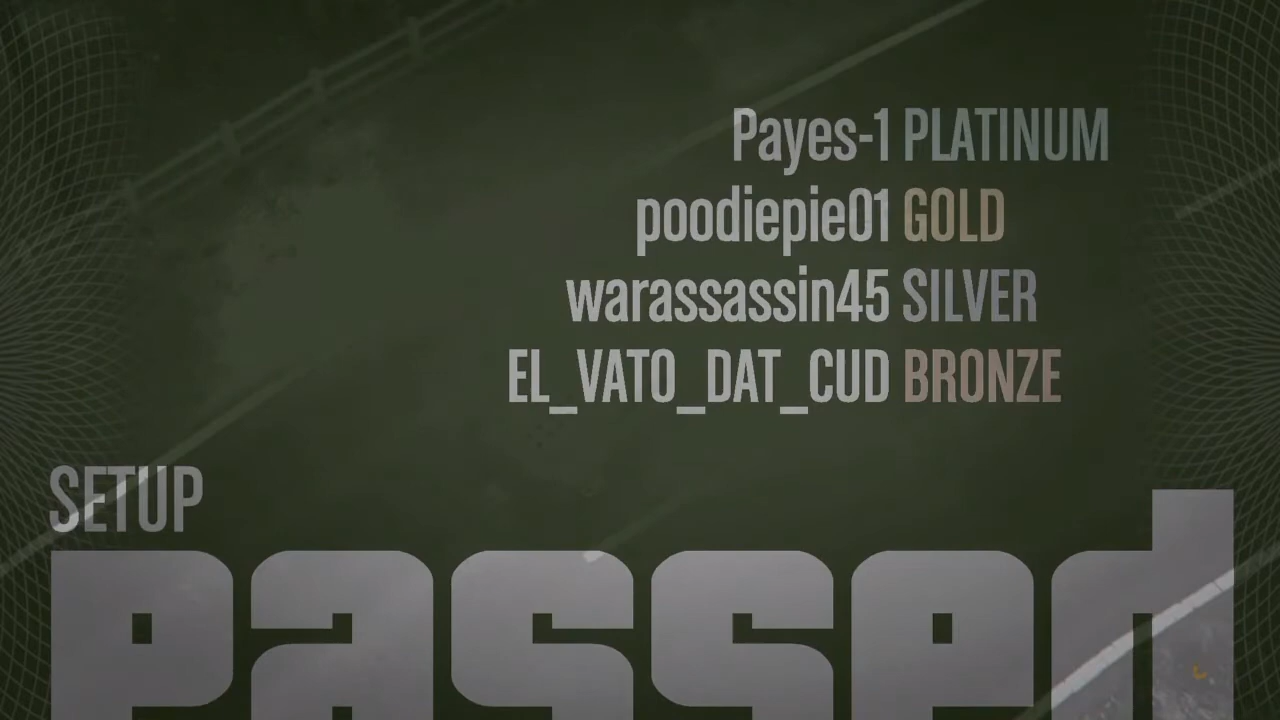 Payes-1 PLATINUM
poodiepie01 GOLD
warassassin45 SILVER
EL_VATO_DAT_CUD BRONZE
SETUP
passed